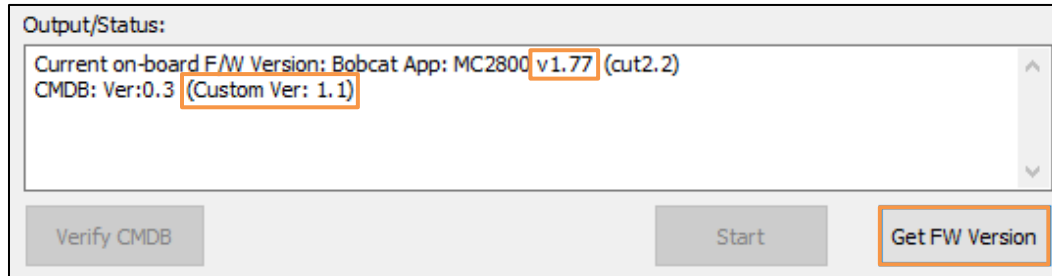 Output/Status:
Current on-board F/W Version: Bobcat App: MC2800 v1.77 (cut2.2)
CMDB: Ver:0.3 (Custom Ver: 1.1)
Verify CMDB
Start
Get FW Version